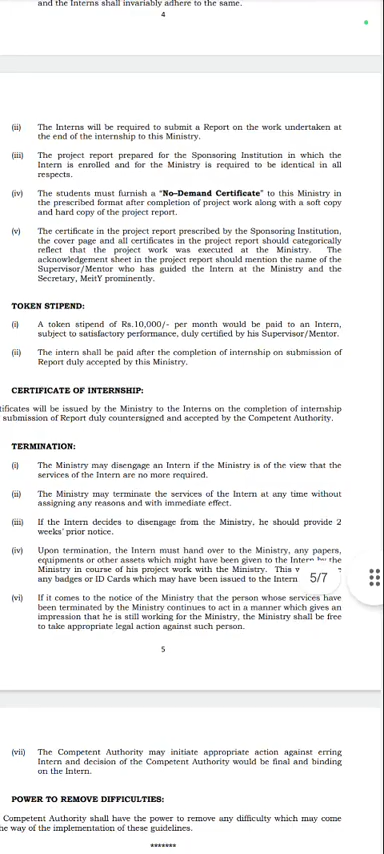 and the Interns shall invariably adhere to the same.
4
(ii) The Interns will be required to submit a Report on the work undertaken at
the end of the internship to this Ministry.
(iii) The project report prepared for the Sponsoring Institution in which the
Intern is enrolled and for the Ministry is required to be identical in all
respects.
(iv) The students must furnish a “No–Demand Certificate” to this Ministry in
the prescribed format after completion of project work along with a soft copy
and hard copy of the project report.
(v) The certificate in the project report prescribed by the Sponsoring Institution,
the cover page and all certificates in the project report should categorically
reflect that the project work was executed at the Ministry. The
acknowledgement sheet in the project report should mention the name of the
Supervisor/Mentor who has guided the Intern at the Ministry and the
Secretary, MeitY prominently.
TOKEN STIPEND:
(i) A token stipend of Rs.10,000/- per month would be paid to an Intern,
subject to satisfactory performance, duly certified by his Supervisor/Mentor.
(ii) The intern shall be paid after the completion of internship on submission of
Report duly accepted by this Ministry.
CERTIFICATE OF INTERNSHIP:
tificates will be issued by the Ministry to the Interns on the completion of internship
submission of Report duly countersigned and accepted by the Competent Authority.
TERMINATION:
(i) The Ministry may disengage an Intern if the Ministry is of the view that the
services of the Intern are no more required.
(ii) The Ministry may terminate the services of the Intern at any time without
assigning any reasons and with immediate effect.
(iii) If the Intern decides to disengage from the Ministry, he should provide 2
weeks’ prior notice.
(iv) Upon termination, the Intern must hand over to the Ministry, any papers,
equipments or other assets which might have been given to the Intern by the
Ministry in course of his project work with the Ministry. This
any badges or ID Cards which may have been issued to the Intern
5/7
(vi) If it comes to the notice of the Ministry that the person whose services have
been terminated by the Ministry continues to act in a manner which gives an
impression that he is still working for the Ministry, the Ministry shall be free
to take appropriate legal action against such person.
5
(vii) The Competent Authority may initiate appropriate action against erring
Intern and decision of the Competent Authority would be final and binding
on the Intern.
POWER TO REMOVE DIFFICULTIES:
Competent Authority shall have the power to remove any difficulty which may come
he way of the implementation of these guidelines.
*******